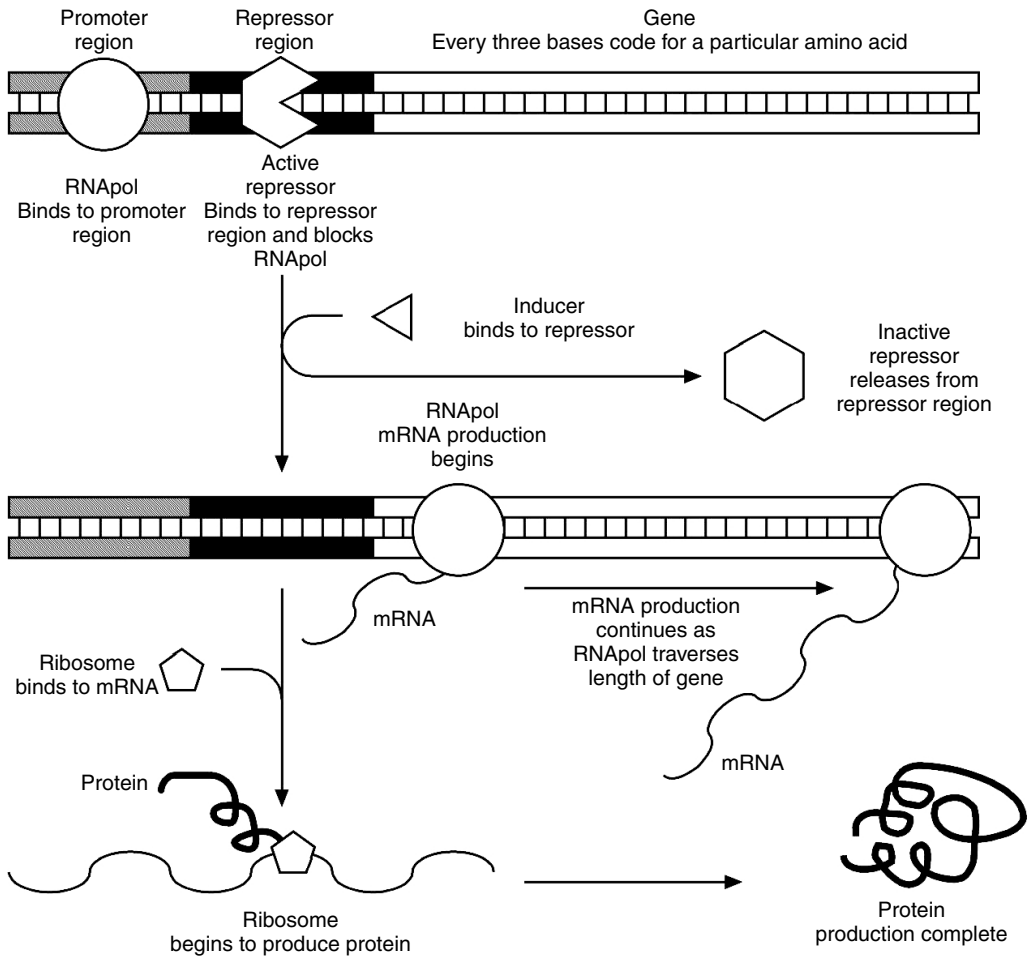 Promoter
region
Repressor
region
Gene
Every three bases code for a particular amino acid
RNApol
Binds to promoter
region
Active
repressor
Binds to repressor
region and blocks
RNApol
Inducer
binds to repressor
Inactive
repressor
releases from
repressor region
RNApol
mRNA production
begins
mRNA
mRNA production
continues as
RNApol traverses
length of gene
Ribosome
binds to mRNA
mRNA
Protein
Ribosome
begins to produce protein
Protein
production complete